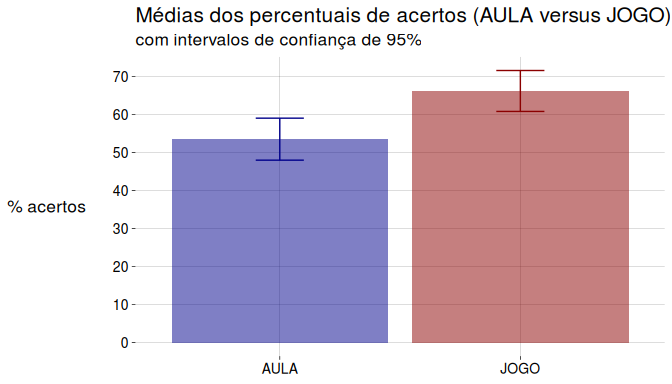 Médias dos percentuais de acertos (AULA versus JOGO)
com intervalos de confiança de 95%
70
60
50
% acertos
40
30
20
10
0
AULA JOGO